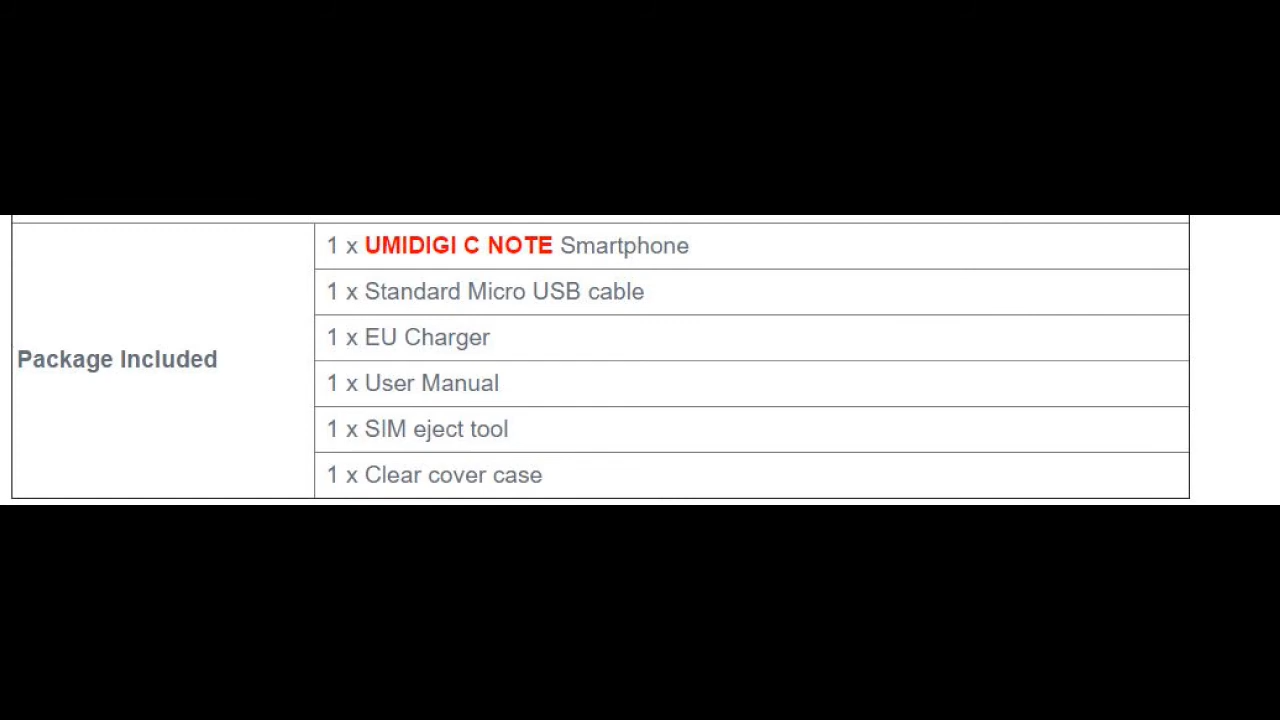 Package Included
1 x UMIDIGI C NOTE Smartphone
1 x Standard Micro USB cable
1 x EU Charger
1 x User Manual
1 x SIM eject tool
1 x Clear cover case